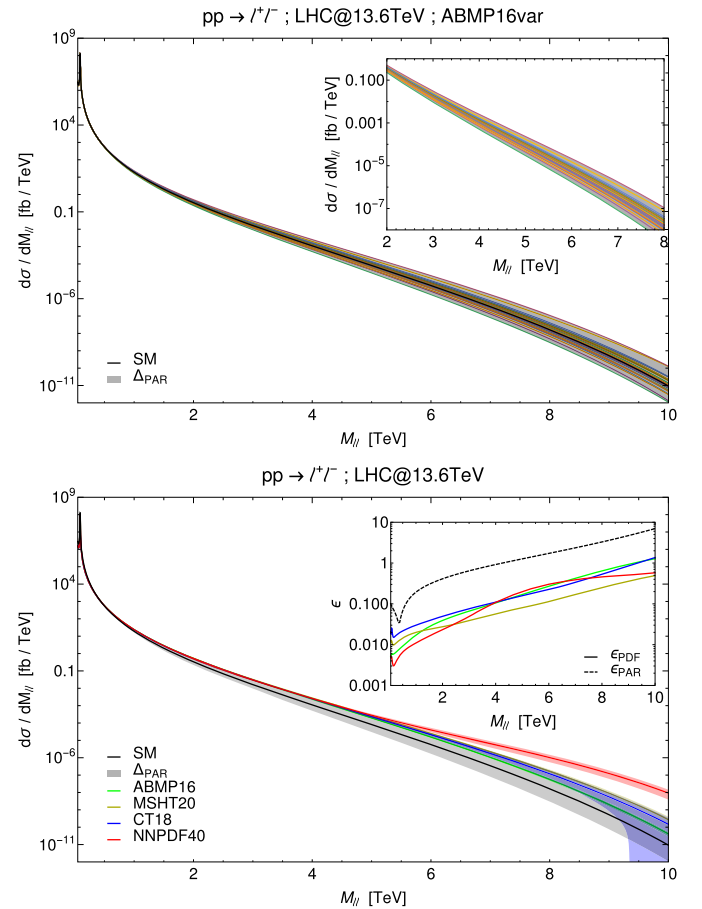 pp → l⁺l⁻ ; LHC@13.6TeV ; ABMP16var
10⁹
10⁴
0.1
10⁻⁶
10⁻¹¹
dσ / dM_ll [fb / TeV]
0.100
0.001
10⁻⁵
10⁻⁷
dσ / dM_ll [fb / TeV]
2 3 4 5 6 7 8
M_ll [TeV]
SM
Δ_PAR
2 4 6 8 10
M_ll [TeV]
pp → l⁺l⁻ ; LHC@13.6TeV
10⁹
10⁴
0.1
10⁻⁶
10⁻¹¹
dσ / dM_ll [fb / TeV]
10
1
0.100
0.010
0.001
ϵ
ϵ_PDF
ϵ_PAR
2 4 6 8 10
M_ll [TeV]
SM
Δ_PAR
ABMP16
MSHT20
CT18
NNPDF40
2 4 6 8 10
M_ll [TeV]